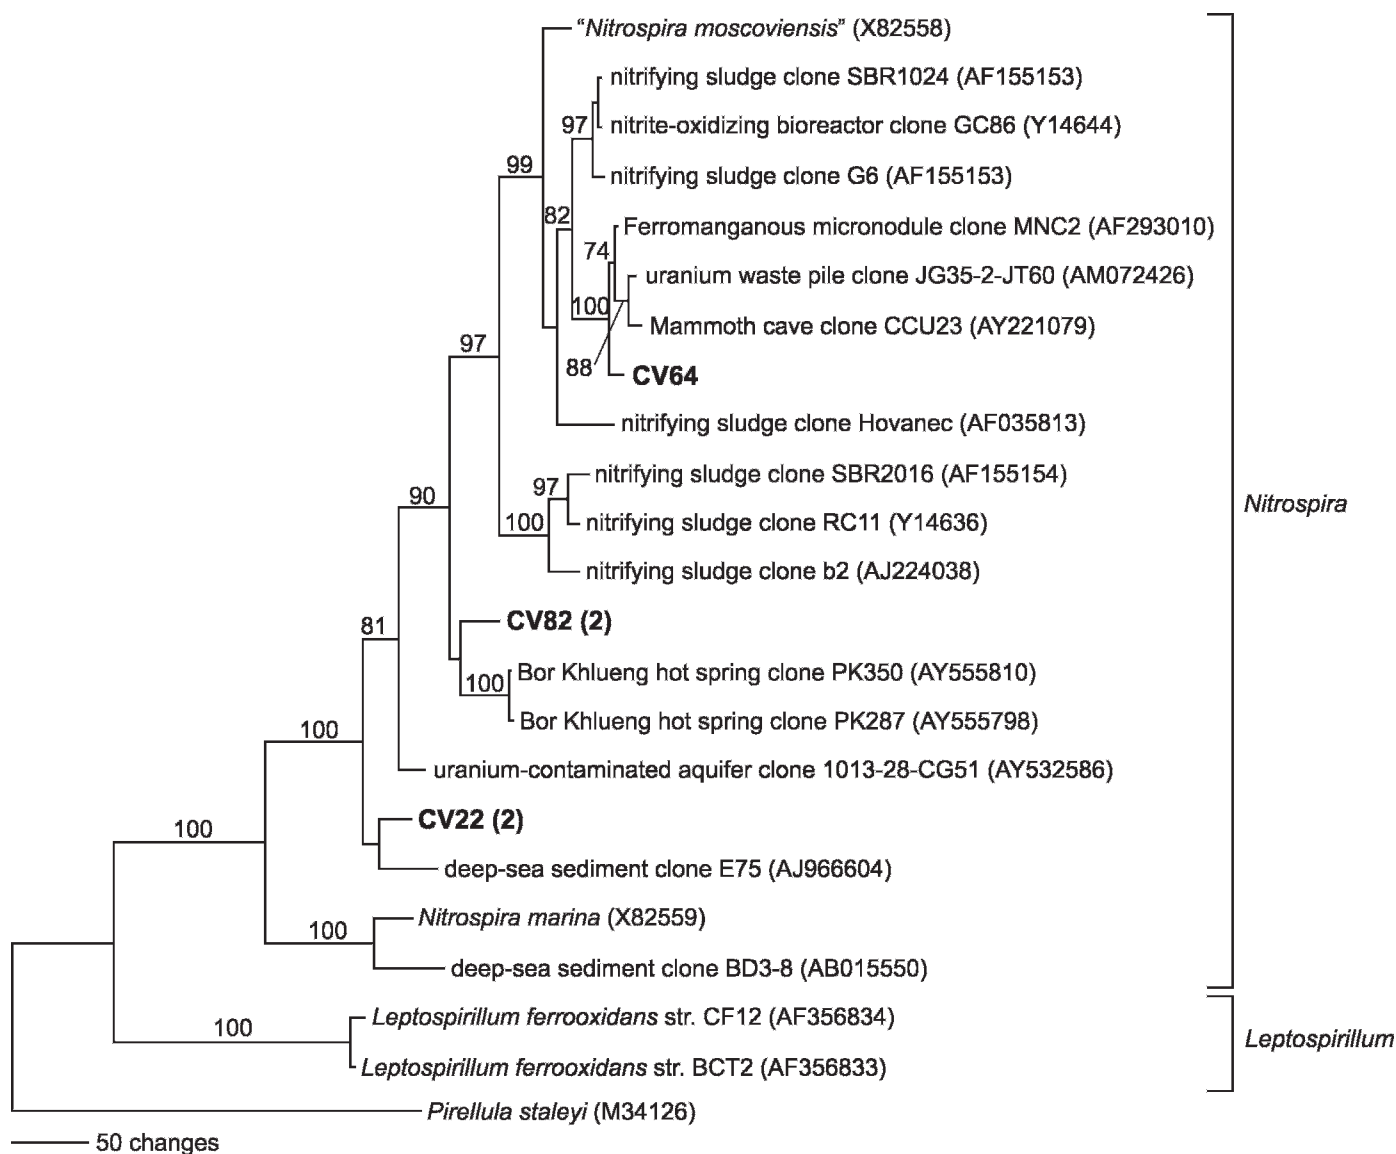 “Nitrospira moscoviensis” (X82558)
nitrifying sludge clone SBR1024 (AF155153)
97
nitrite-oxidizing bioreactor clone GC86 (Y14644)
99
nitrifying sludge clone G6 (AF155153)
82
Ferromanganous micronodule clone MNC2 (AF293010)
74
uranium waste pile clone JG35-2-JT60 (AM072426)
100
Mammoth cave clone CCU23 (AY221079)
97
88
CV64
nitrifying sludge clone Hovanec (AF035813)
nitrifying sludge clone SBR2016 (AF155154)
97
90
Nitrospira
100
nitrifying sludge clone RC11 (Y14636)
nitrifying sludge clone b2 (AJ224038)
CV82 (2)
81
Bor Khlueng hot spring clone PK350 (AY555810)
100
Bor Khlueng hot spring clone PK287 (AY555798)
100
uranium-contaminated aquifer clone 1013-28-CG51 (AY532586)
CV22 (2)
100
deep-sea sediment clone E75 (AJ966604)
Nitrospira marina (X82559)
100
deep-sea sediment clone BD3-8 (AB015550)
Leptospirillum ferrooxidans str. CF12 (AF356834)
100
Leptospirillum
Leptospirillum ferrooxidans str. BCT2 (AF356833)
Pirellula staleyi (M34126)
50 changes